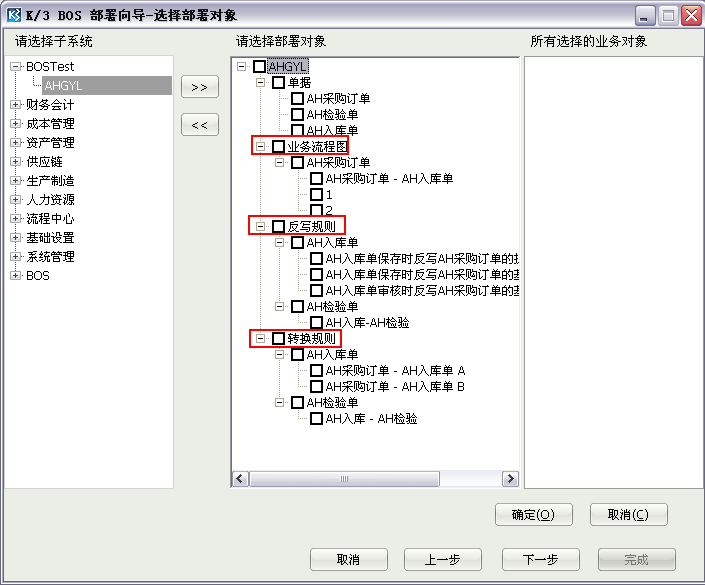 K/3 BOS 部署向导-选择部署对象
请选择子系统
请选择部署对象
所有选择的业务对象
BOSTest
AHGYL
财务会计
成本管理
资产管理
供应链
生产制造
人力资源
流程中心
基础设置
系统管理
BOS
>>
<<
AHGYL
单据
AH采购订单
AH检验单
AH入库单
业务流程图
AH采购订单
AH采购订单 - AH入库单
1
2
反写规则
AH入库单
AH入库单保存时反写AH采购订单的
AH入库单保存时反写AH采购订单的
AH入库单审核时反写AH采购订单的
AH检验单
AH入库-AH检验
转换规则
AH入库单
AH采购订单 - AH入库单 A
AH采购订单 - AH入库单 B
AH检验单
AH入库 - AH检验
确定(O)
取消(C)
取消
上一步
下一步
完成